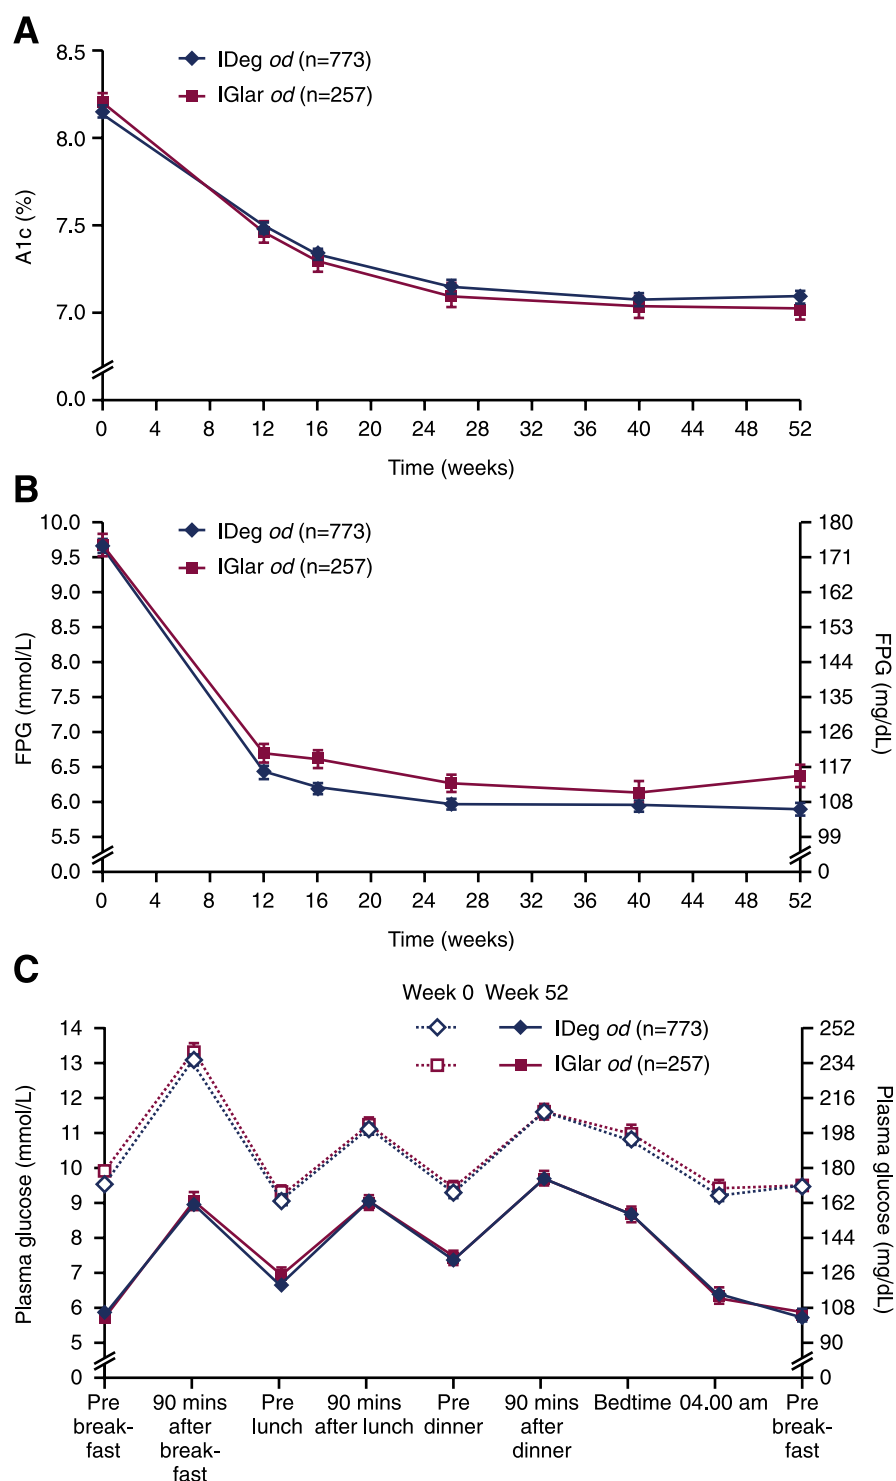 A
8.5
8.0
7.5
7.0
0.0
A1c (%)
IDeg od (n=773)
IGlar od (n=257)
0 4 8 12 16 20 24 28 32 36 40 44 48 52
Time (weeks)
B
10.0
9.5
9.0
8.5
8.0
7.5
7.0
6.5
6.0
5.5
0.0
FPG (mmol/L)
IDeg od (n=773)
IGlar od (n=257)
180
171
162
153
144
135
126
117
108
99
0
FPG (mg/dL)
0 4 8 12 16 20 24 28 32 36 40 44 48 52
Time (weeks)
C
Week 0 Week 52
IDeg od (n=773)
IGlar od (n=257)
14
13
12
11
10
9
8
7
6
5
0
Plasma glucose (mmol/L)
252
234
216
198
180
162
144
126
108
90
0
Plasma glucose (mg/dL)
Pre
break-
fast
90 mins
after
break-
fast
Pre
lunch
90 mins
after lunch
Pre
dinner
90 mins
after
dinner
Bedtime
04.00 am
Pre
break-
fast